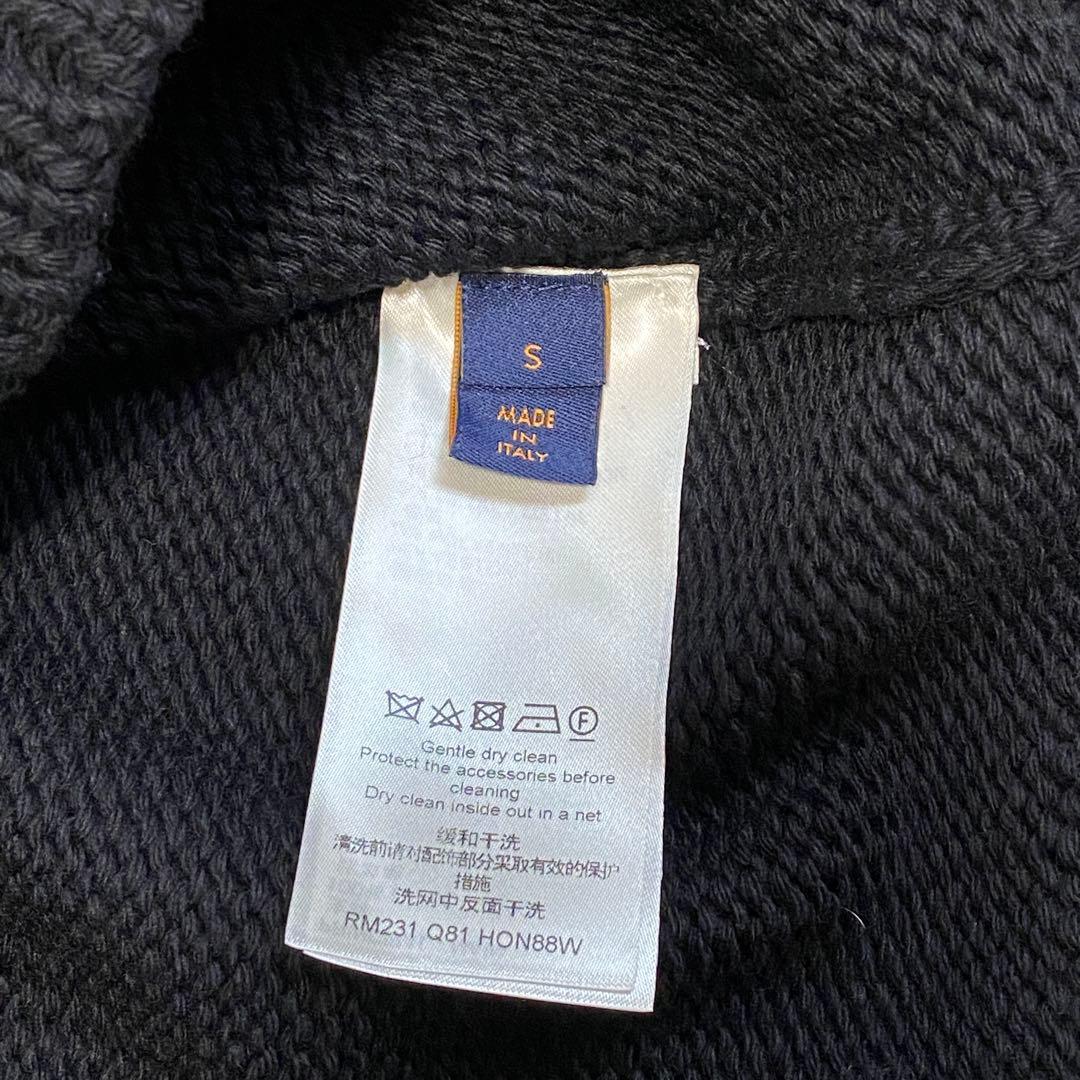 S
MADE
IN
ITALY
F
Gentle dry clean
Protect the accessories before
cleaning
Dry clean inside out in a net
缓和干洗
清洗前请对配饰部分采取有效的保护
措施
洗网中反面干洗
RM231 Q81 HON88W